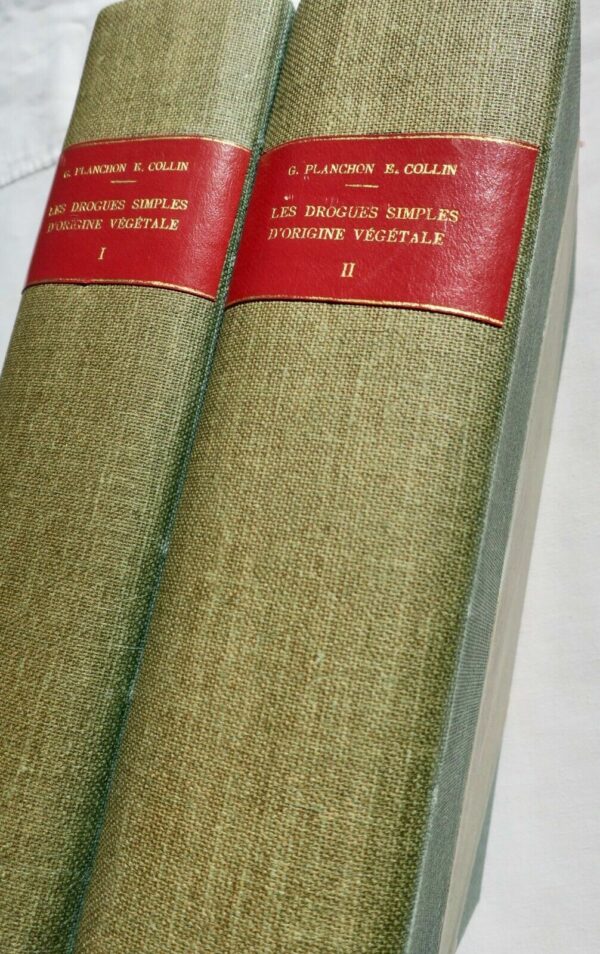 G. PLANCHON E. COLLIN
LES DROGUES SIMPLES
D'ORIGINE VÉGÉTALE
I
G. PLANCHON E. COLLIN
LES DROGUES SIMPLES
D'ORIGINE VÉGÉTALE
II